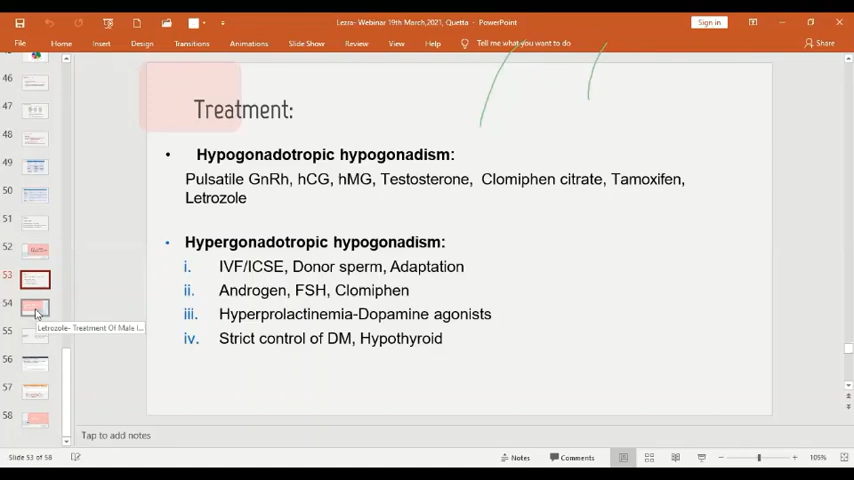 Lezra- Webinar 19th March,2021, Quetta - PowerPoint
Sign in
File Home Insert Design Transitions Animations Slide Show Review View Help Tell me what you want to do Share
46
47
48
49
50
51
52
53
54
55
56
57
58
Letrozole- Treatment Of Male I...
Treatment:
• Hypogonadotropic hypogonadism:
Pulsatile GnRh, hCG, hMG, Testosterone, Clomiphen citrate, Tamoxifen,
Letrozole
• Hypergonadotropic hypogonadism:
i. IVF/ICSE, Donor sperm, Adaptation
ii. Androgen, FSH, Clomiphen
iii. Hyperprolactinemia-Dopamine agonists
iv. Strict control of DM, Hypothyroid
Tap to add notes
Slide 53 of 58 Notes Comments 105%